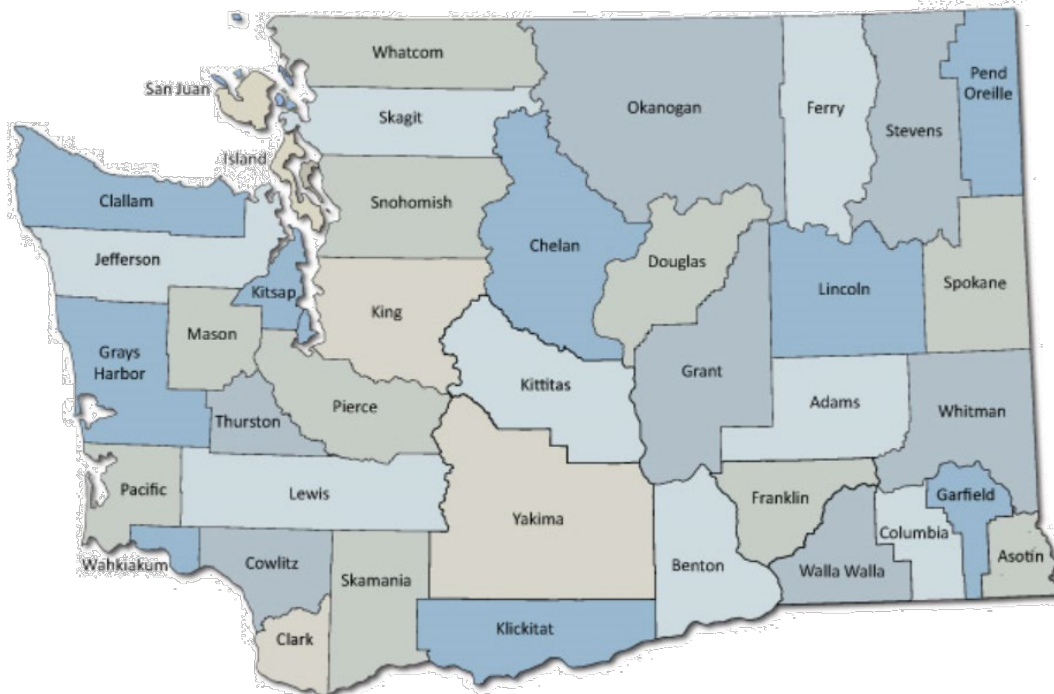 Whatcom
San Juan
Skagit
Okanogan
Ferry
Stevens
Pend
Oreille
Island
Clallam
Snohomish
Chelan
Jefferson
Douglas
Kitsap
Lincoln
Spokane
King
Mason
Grays
Harbor
Grant
Kittitas
Pierce
Thurston
Adams
Whitman
Pacific
Lewis
Yakima
Franklin
Garfield
Columbia
Wahkiakum
Cowlitz
Skamania
Benton
Walla Walla
Asotin
Clark
Klickitat